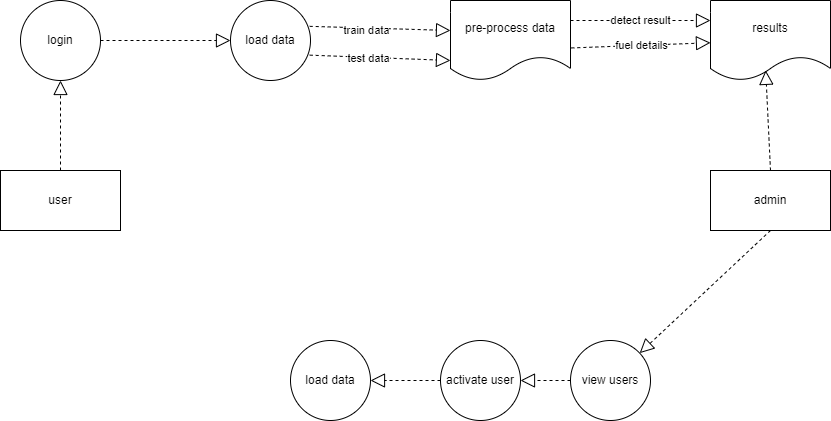 login
load data
train data
test data
pre-process data
detect result
fuel details
results
user
admin
load data
activate user
view users